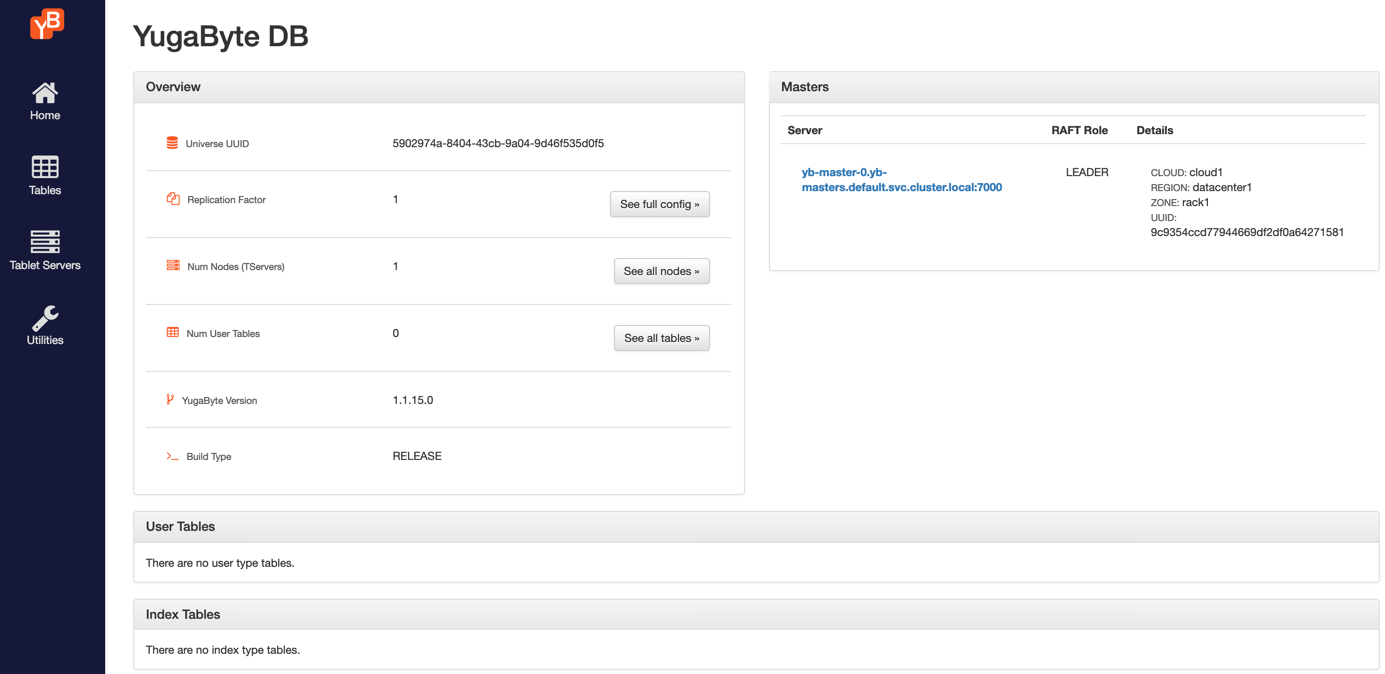 YB
YugaByte DB
Home
Tables
Tablet Servers
Utilities
Overview
Universe UUID 5902974a-8404-43cb-9a04-9d46f535d0f5
Replication Factor 1 See full config »
Num Nodes (TServers) 1 See all nodes »
Num User Tables 0 See all tables »
YugaByte Version 1.1.15.0
Build Type RELEASE
Masters
Server RAFT Role Details
yb-master-0.yb-
masters.default.svc.cluster.local:7000
LEADER
CLOUD: cloud1
REGION: datacenter1
ZONE: rack1
UUID:
9c9354ccd77944669df2df0a64271581
User Tables
There are no user type tables.
Index Tables
There are no index type tables.